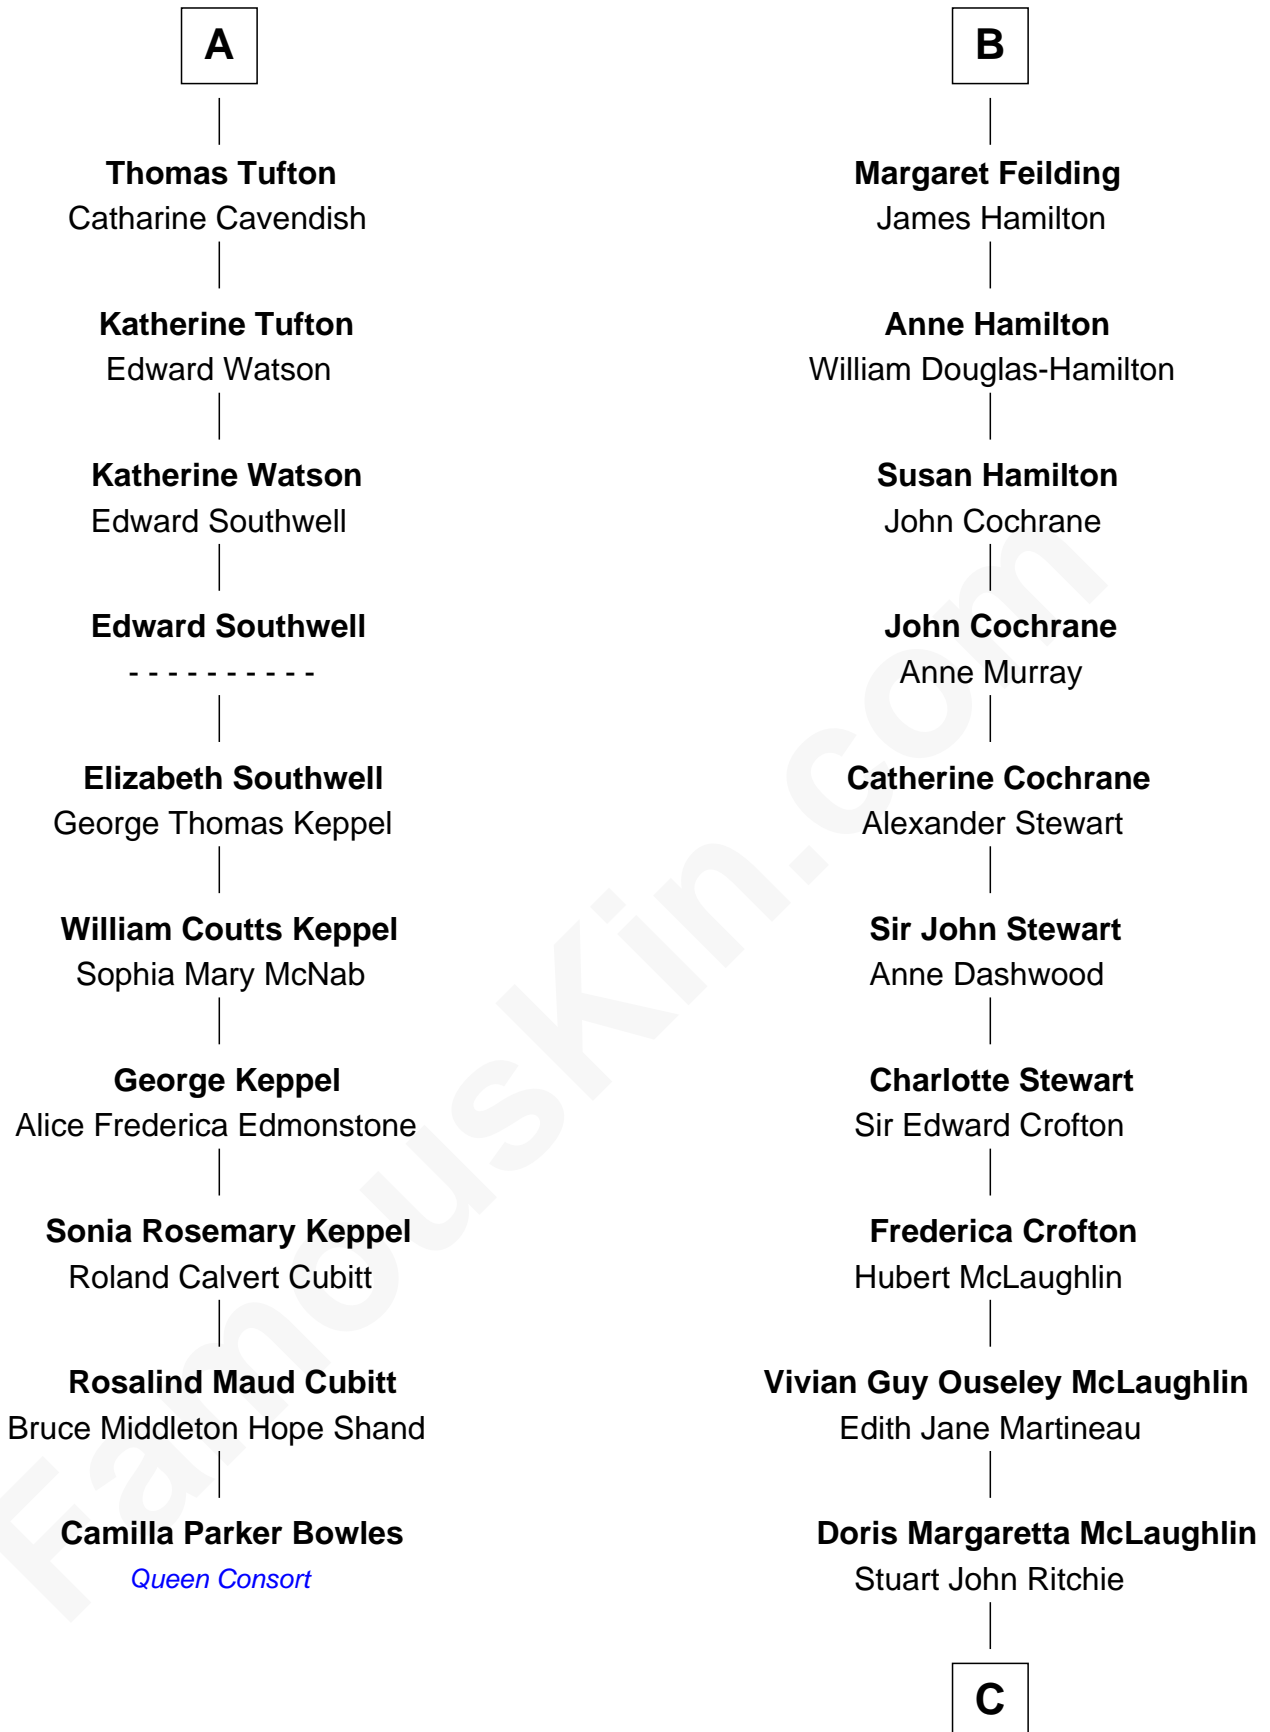 A
Thomas Tufton
Catharine Cavendish
Katherine Tufton
Edward Watson
Katherine Watson
Edward Southwell
Edward Southwell
- - - - - - - - - -
Elizabeth Southwell
George Thomas Keppel
William Coutts Keppel
Sophia Mary McNab
George Keppel
Alice Frederica Edmonstone
Sonia Rosemary Keppel
Roland Calvert Cubitt
Rosalind Maud Cubitt
Bruce Middleton Hope Shand
Camilla Parker Bowles
Queen Consort
B
Margaret Feilding
James Hamilton
Anne Hamilton
William Douglas-Hamilton
Susan Hamilton
John Cochrane
John Cochrane
Anne Murray
Catherine Cochrane
Alexander Stewart
Sir John Stewart
Anne Dashwood
Charlotte Stewart
Sir Edward Crofton
Frederica Crofton
Hubert McLaughlin
Vivian Guy Ouseley McLaughlin
Edith Jane Martineau
Doris Margaretta McLaughlin
Stuart John Ritchie
C
FamousKin.com